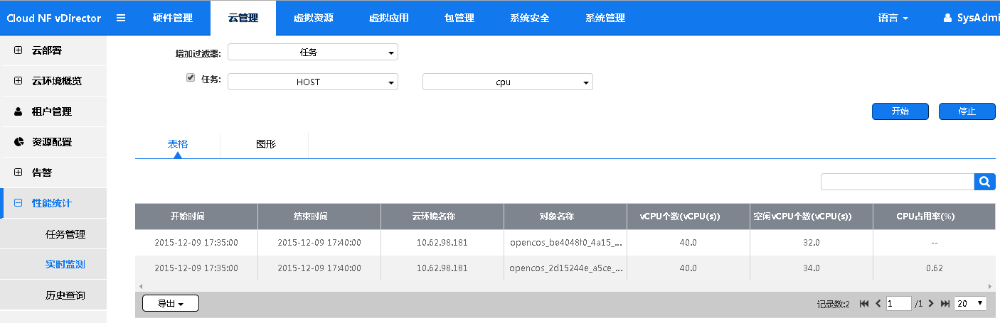 Cloud NF vDirector 硬件管理 云管理 虚拟资源 虚拟应用 包管理 系统安全 系统管理 语言 SysAdmi
云部署
云环境概览
租户管理
资源配置
告警
性能统计
任务管理
实时监测
历史查询
增加过滤器: 任务
任务: HOST cpu
开始 停止
表格 图形
开始时间 结束时间 云环境名称 对象名称 vCPU个数(vCPU(s)) 空闲vCPU个数(vCPU(s)) CPU占用率(%)
2015-12-09 17:35:00 2015-12-09 17:40:00 10.62.98.181 opencos_be4048f0_4a15_... 40.0 32.0 --
2015-12-09 17:35:00 2015-12-09 17:40:00 10.62.98.181 opencos_2d15244e_a5ce_... 40.0 34.0 0.62
导出 记录数:2 1 /1 20